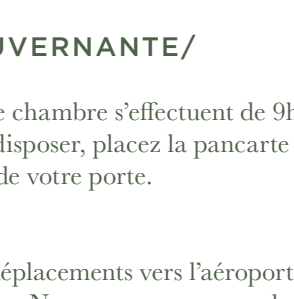 UVERNANTE/
e chambre s’effectuent de 9h
disposer, placez la pancarte
de votre porte.
éplacements vers l’aéroport